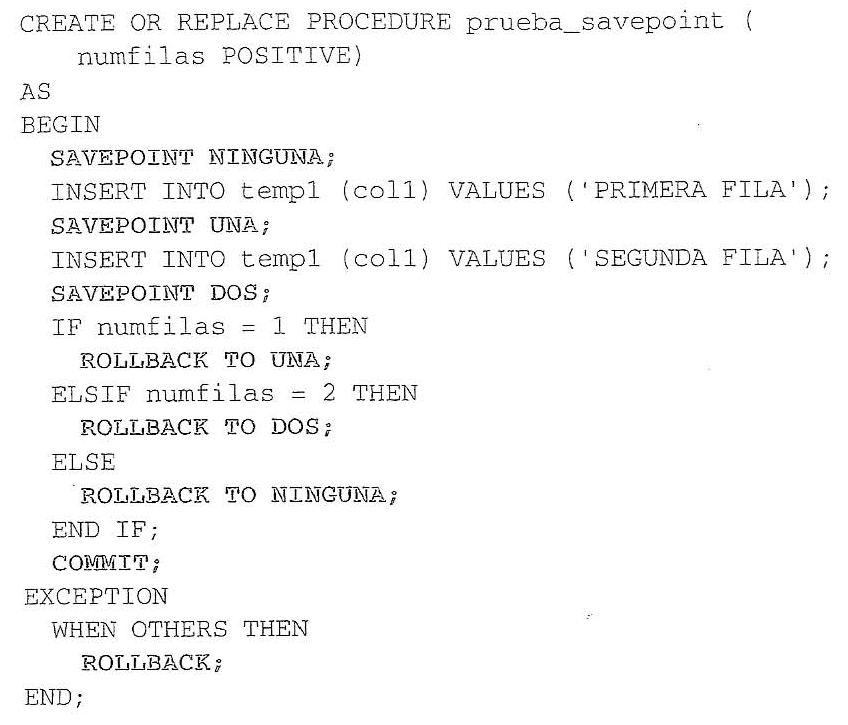 CREATE OR REPLACE PROCEDURE prueba_savepoint (
numfilas POSITIVE)
AS
BEGIN
SAVEPOINT NINGUNA;
INSERT INTO temp1 (col1) VALUES ('PRIMERA FILA');
SAVEPOINT UNA;
INSERT INTO temp1 (col1) VALUES ('SEGUNDA FILA');
SAVEPOINT DOS;
IF numfilas = 1 THEN
ROLLBACK TO UNA;
ELSIF numfilas = 2 THEN
ROLLBACK TO DOS;
ELSE
ROLLBACK TO NINGUNA;
END IF;
COMMIT;
EXCEPTION
WHEN OTHERS THEN
ROLLBACK;
END;